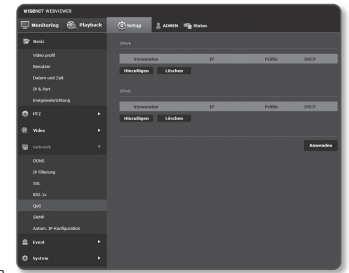 WISENET WEBVIEWER
Monitoring Playback Setup ADMIN Status
Basic
Video profil
Benutzer
Datum und Zeit
IP & Port
Ereigniseinrichtung
PTZ
Video
Netzwerk
DDNS
IP Filterung
SSL
802.1x
QoS
SNMP
Autom. IP-Konfiguration
Event
System
IPv4
Verwenden IP Präfix DSCP
Hinzufügen Löschen
IPv6
Verwenden IP Präfix DSCP
Hinzufügen Löschen
Anwenden